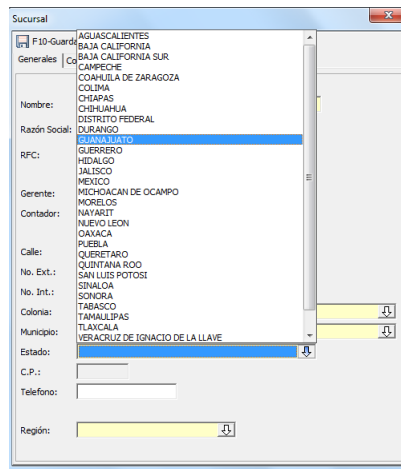 Sucursal
F10-Guarda
Generales
Co
AGUASCALIENTES
BAJA CALIFORNIA
BAJA CALIFORNIA SUR
CAMPECHE
COAHUILA DE ZARAGOZA
COLIMA
CHIAPAS
CHIHUAHUA
DISTRITO FEDERAL
DURANGO
GUANAJUATO
GUERRERO
HIDALGO
JALISCO
MEXICO
MICHOACAN DE OCAMPO
MORELOS
NAYARIT
NUEVO LEON
OAXACA
PUEBLA
QUERETARO
QUINTANA ROO
SAN LUIS POTOSI
SINALOA
SONORA
TABASCO
TAMAULIPAS
TLAXCALA
VERACRUZ DE IGNACIO DE LA LLAVE
Nombre:
Razón Social:
RFC:
Gerente:
Contador:
Calle:
No. Ext.:
No. Int.:
Colonia:
Municipio:
Estado:
C.P.:
Telefono:
Región: